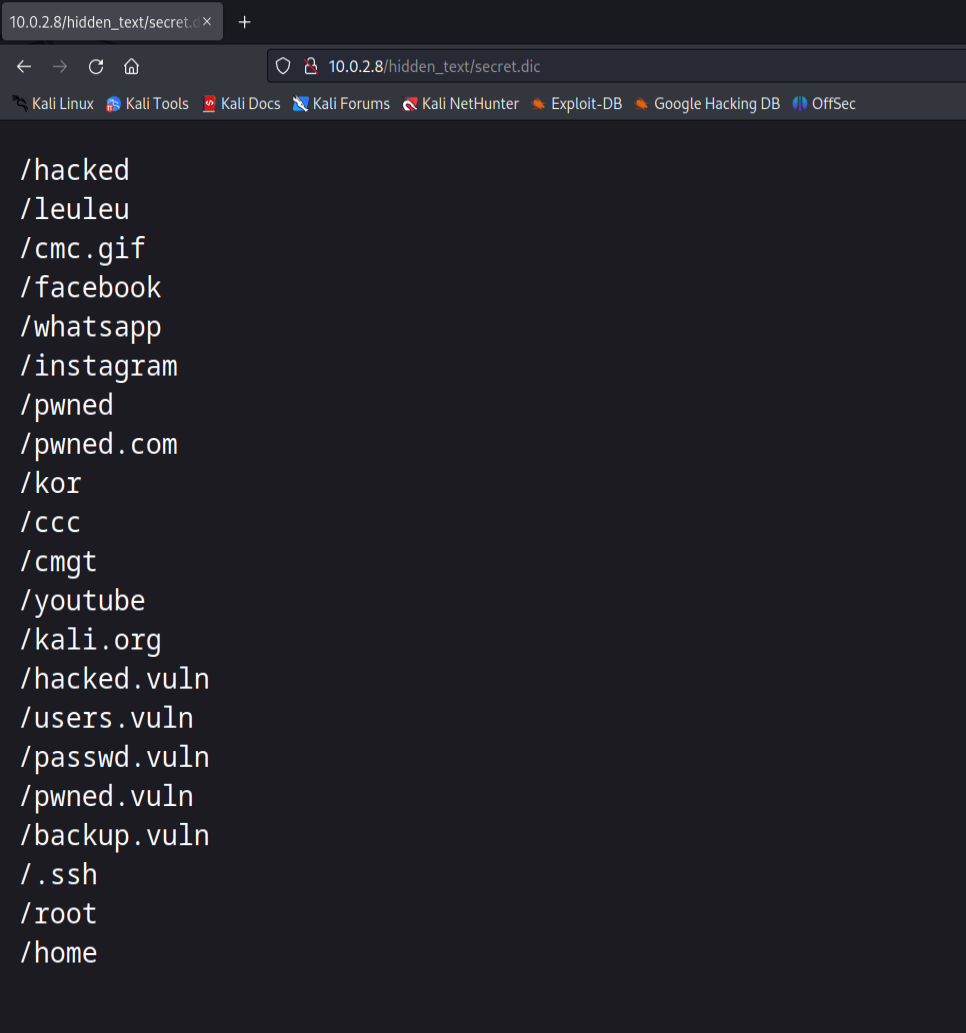 10.0.2.8/hidden_text/secret.d
10.0.2.8/hidden_text/secret.dic
Kali Linux Kali Tools Kali Docs Kali Forums Kali NetHunter Exploit-DB Google Hacking DB OffSec
/hacked
/leuleu
/cmc.gif
/facebook
/whatsapp
/instagram
/pwned
/pwned.com
/kor
/ccc
/cmgt
/youtube
/kali.org
/hacked.vuln
/users.vuln
/passwd.vuln
/pwned.vuln
/backup.vuln
/.ssh
/root
/home